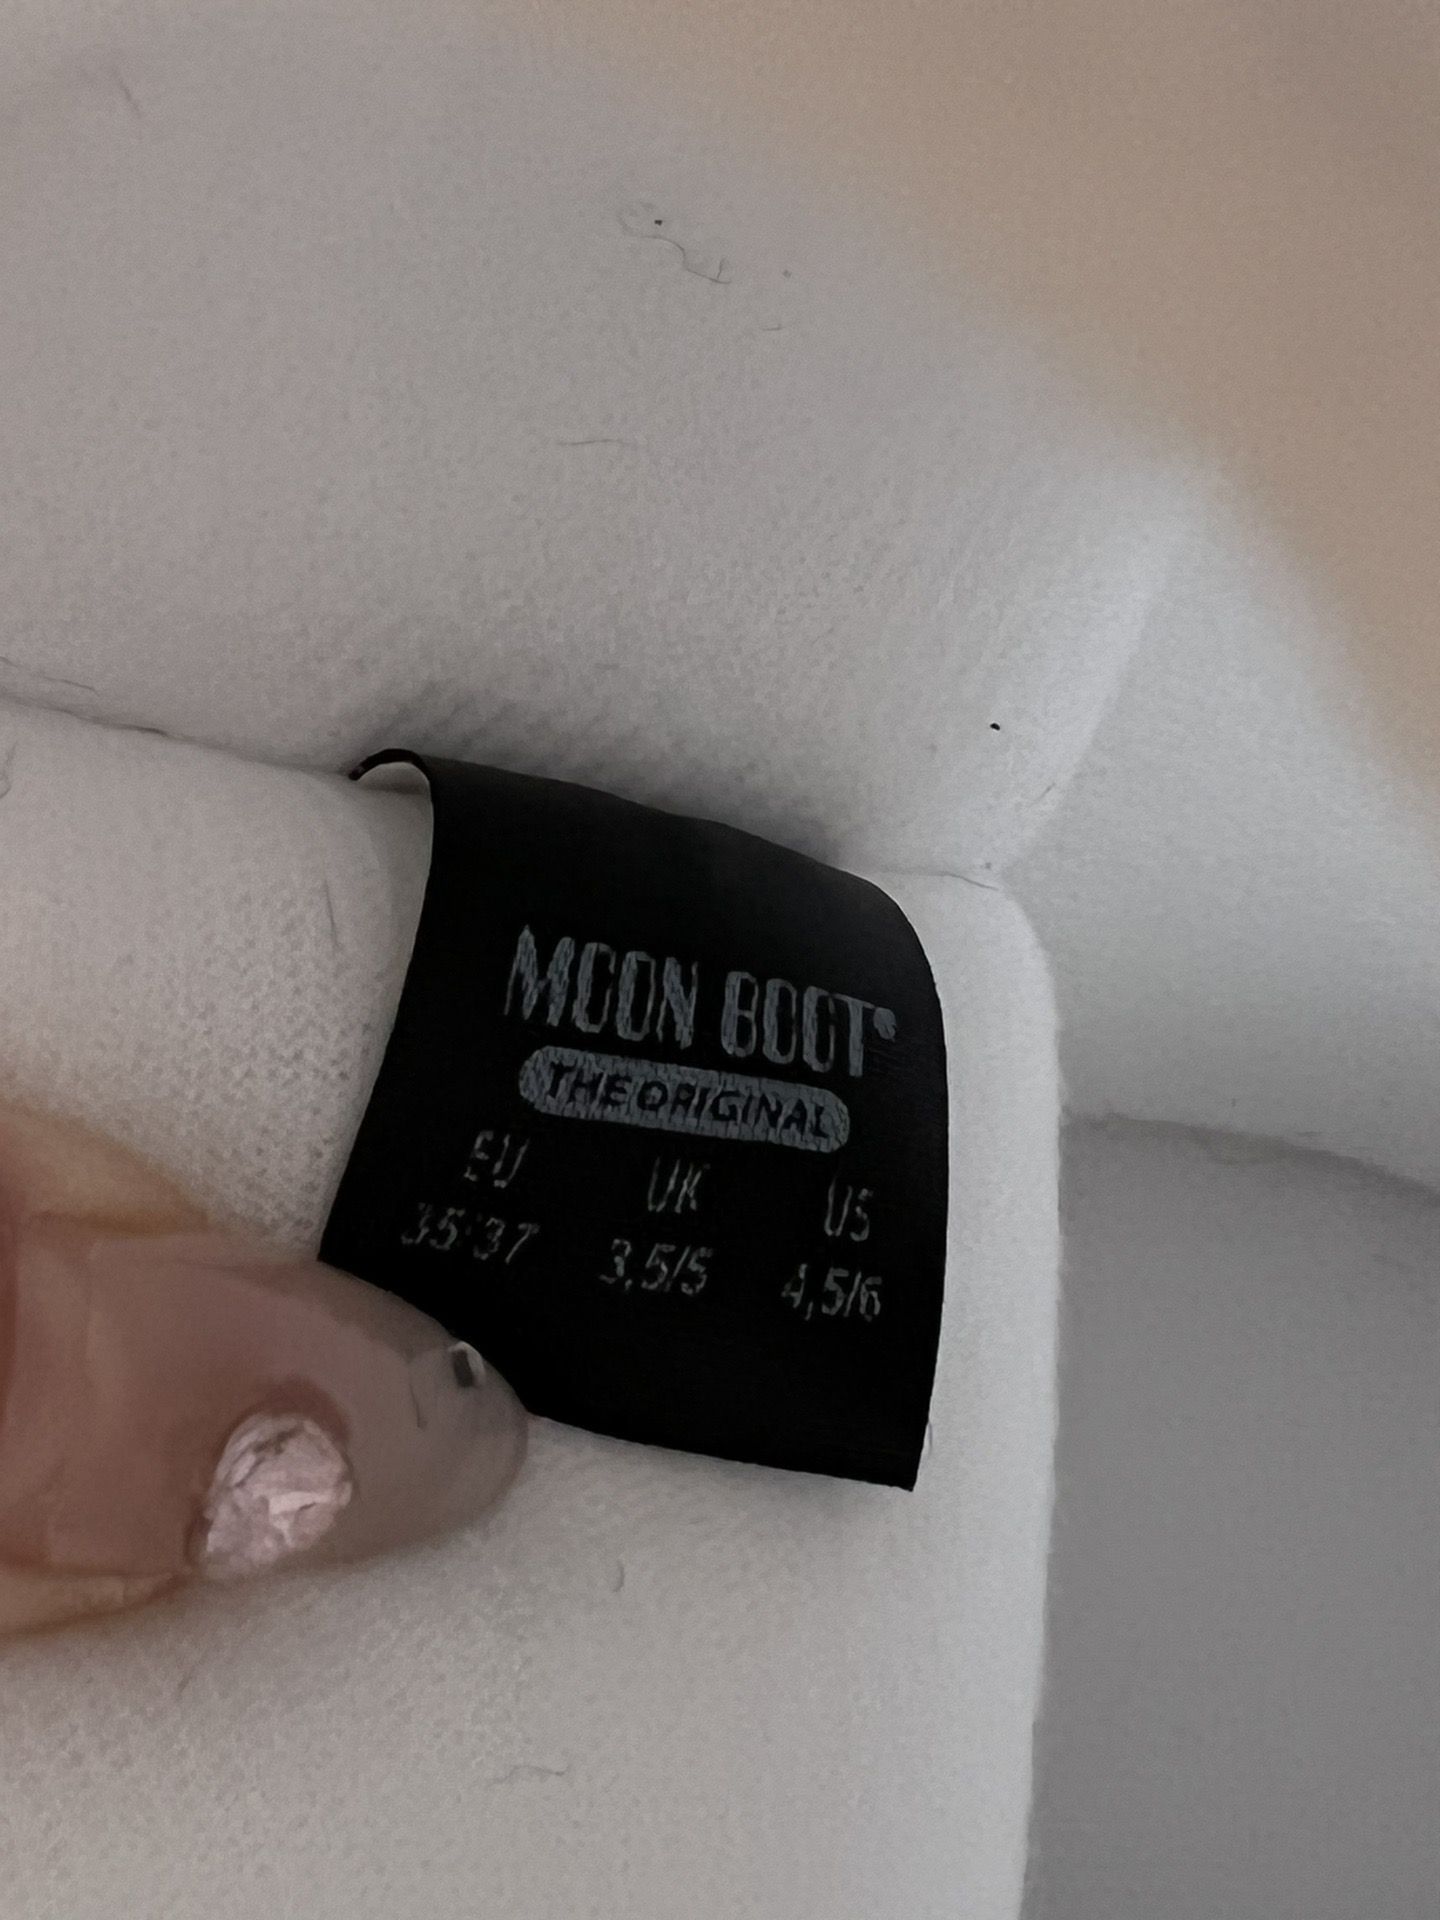 MOON BOOT®
THE ORIGINAL
EU UK US
35/37 3,5/5 4,5/6